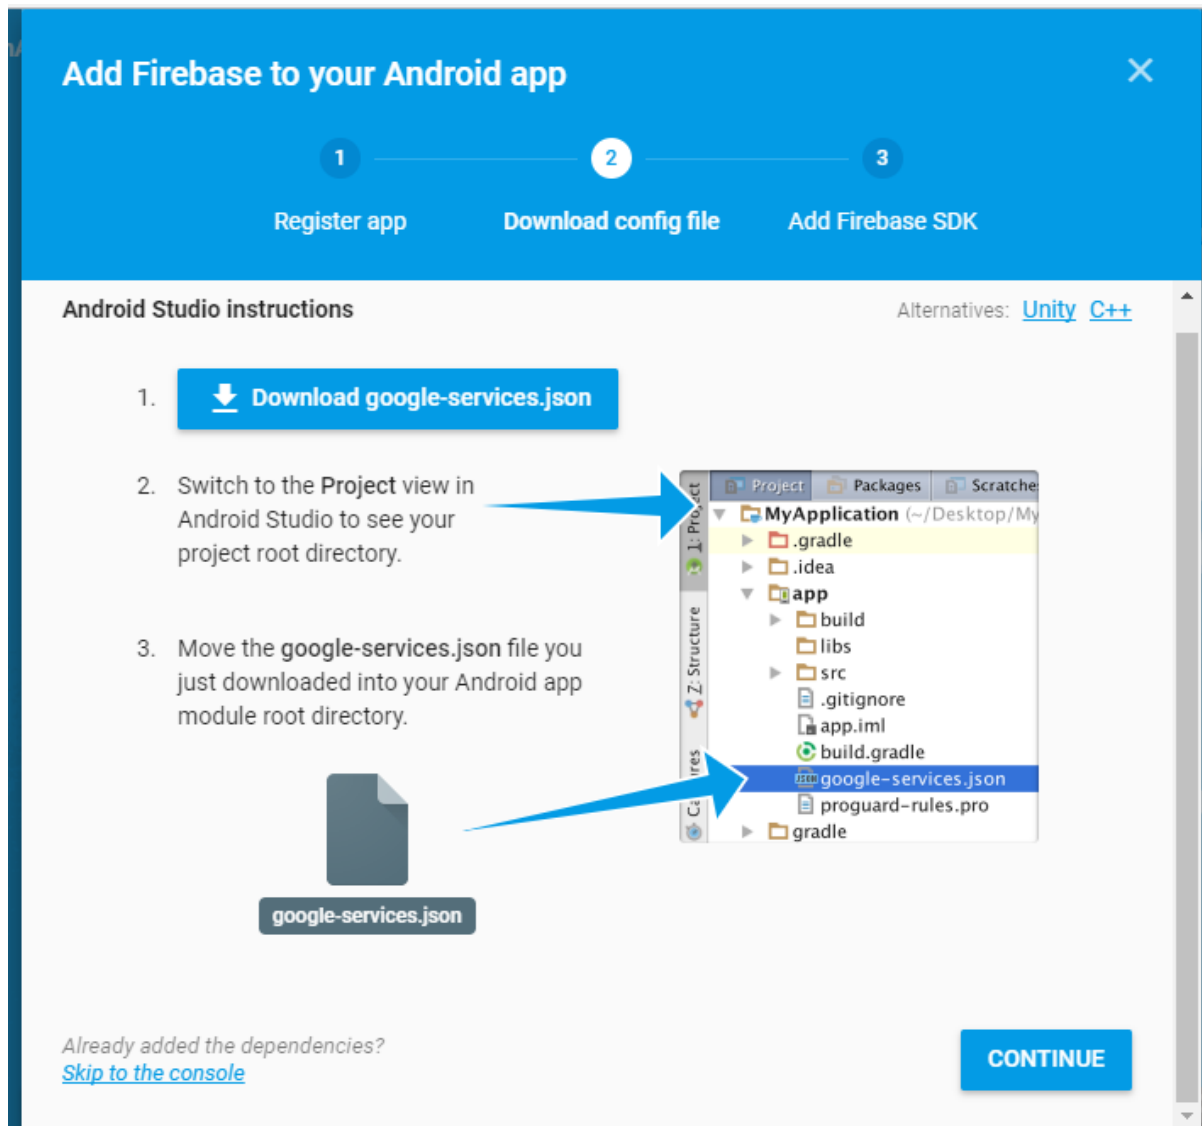 Add Firebase to your Android app
1
2
3
Register app
Download config file
Add Firebase SDK
Android Studio instructions
Alternatives: Unity C++
1. Download google-services.json
2. Switch to the Project view in
Android Studio to see your
project root directory.
3. Move the google-services.json file you
just downloaded into your Android app
module root directory.
google-services.json
1: Project
Z: Structure
Project Packages
MyApplication (~/Desktop/My
.gradle
.idea
app
build
libs
src
.gitignore
app.iml
build.gradle
google-services.json
proguard-rules.pro
gradle
Already added the dependencies?
Skip to the console
CONTINUE